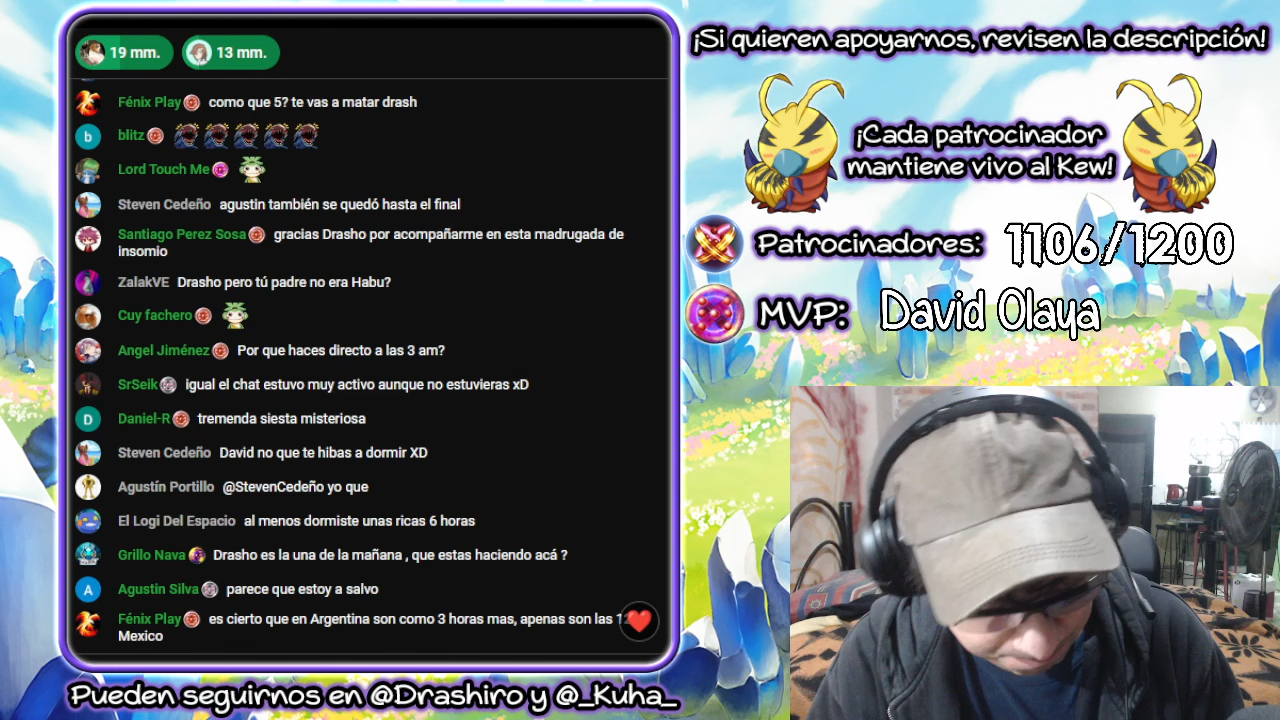 19 mm. 13 mm.
Fénix Play como que 5? te vas a matar drash
b blitz
Lord Touch Me
Steven Cedeño agustin también se quedó hasta el final
Santiago Perez Sosa gracias Drasho por acompañarme en esta madrugada de
insomio
ZalakVE Drasho pero tú padre no era Habu?
Cuy fachero
Angel Jiménez Por que haces directo a las 3 am?
SrSeik igual el chat estuvo muy activo aunque no estuvieras xD
D Daniel-R tremenda siesta misteriosa
Steven Cedeño David no que te hibas a dormir XD
Agustín Portillo @StevenCedeño yo que
El Logi Del Espacio al menos dormiste unas ricas 6 horas
Grillo Nava Drasho es la una de la mañana , que estas haciendo acá ?
A Agustin Silva parece que estoy a salvo
Fénix Play es cierto que en Argentina son como 3 horas mas, apenas son las
Mexico
Pueden seguirnos en @Drashiro y @_Kuha_
¡Si quieren apoyarnos, revisen la descripción!
¡Cada patrocinador
mantiene vivo al Kew!
Patrocinadores: 1106/1200
MVP: David Olaya